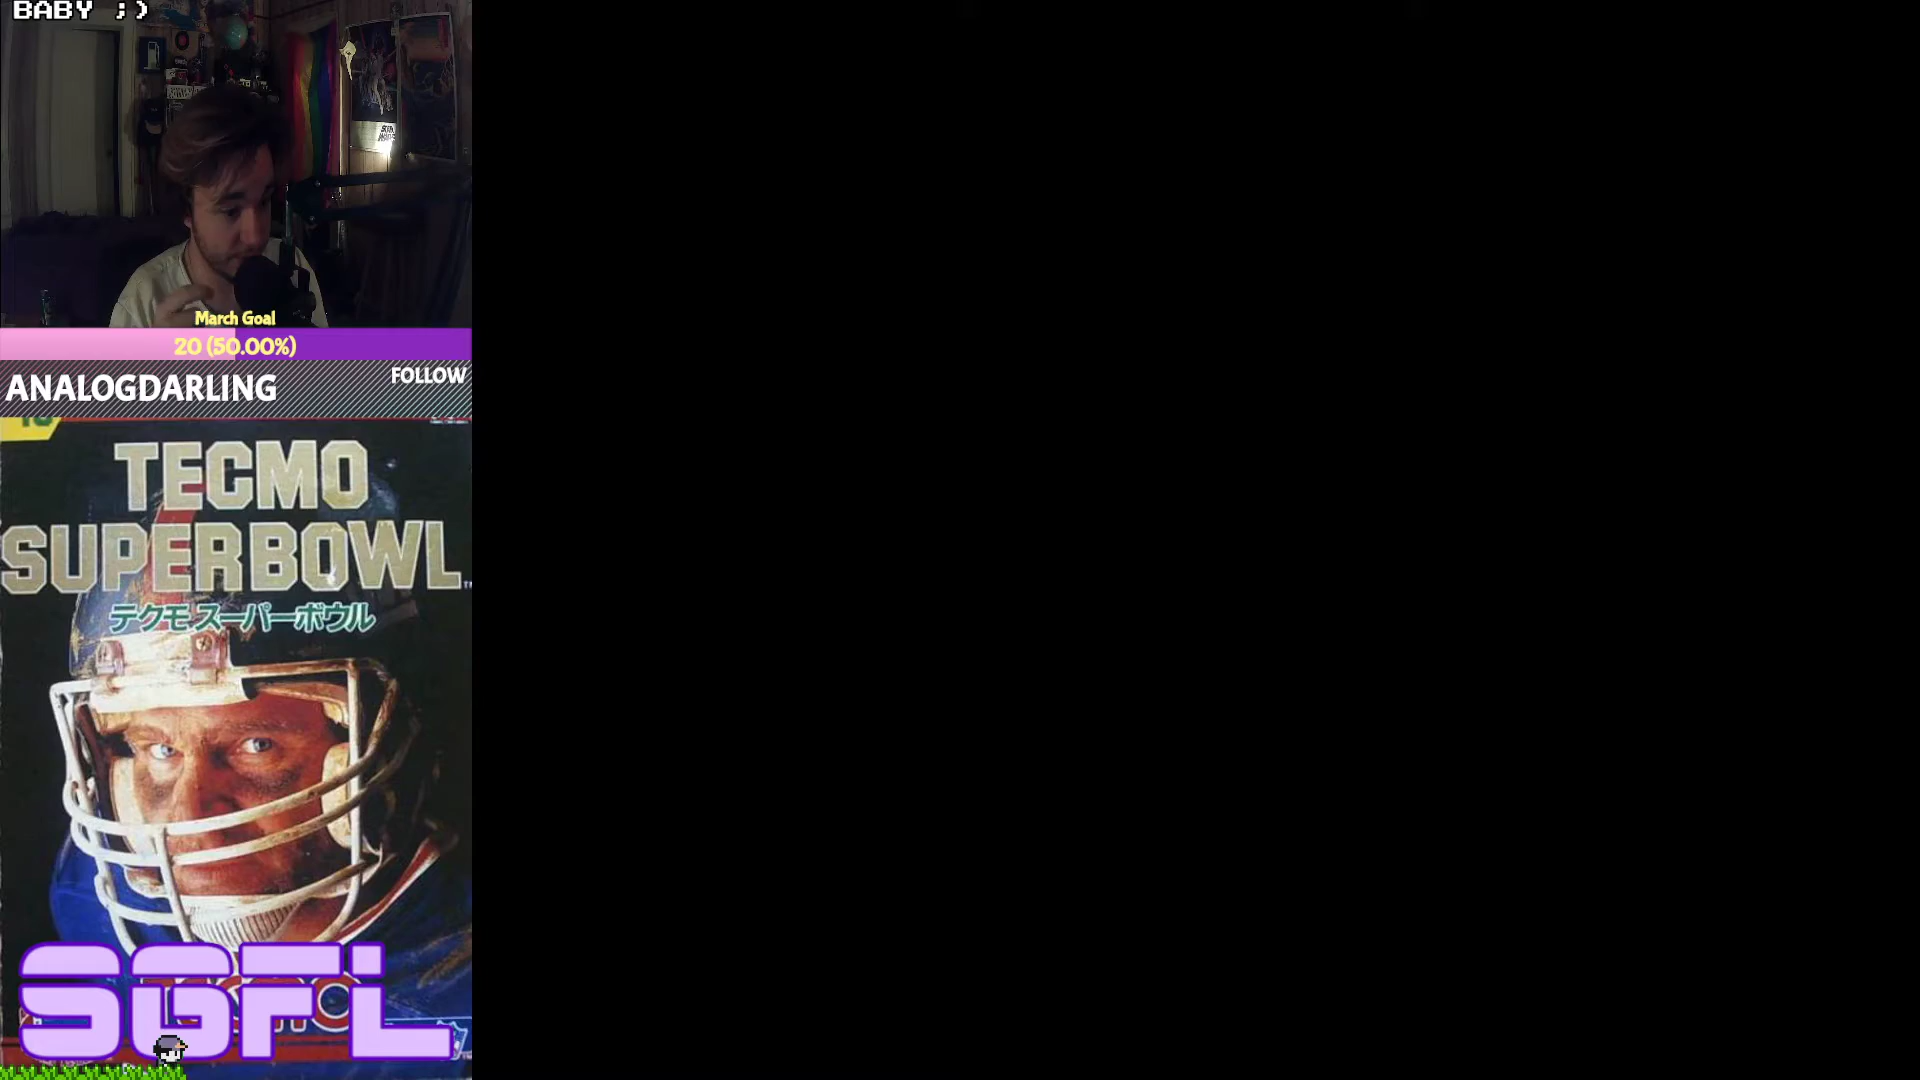 BABY ;)
March Goal
20 (50.00%)
ANALOGDARLING
FOLLOW
TECMO
SUPERBOWL
テクモ スーパーボウル
SGFL